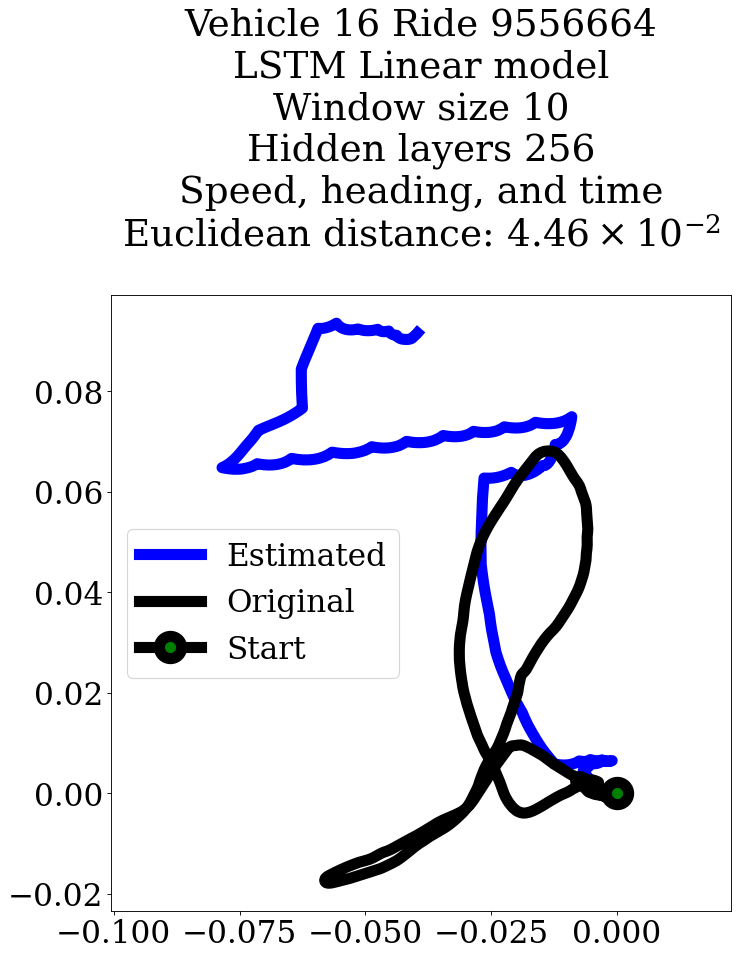 Vehicle 16 Ride 9556664
LSTM Linear model
Window size 10
Hidden layers 256
Speed, heading, and time
Euclidean distance: 4.46 × 10⁻²
0.08
0.06
Estimated
Original
Start
0.04
0.02
0.00
−0.02
−0.100 −0.075 −0.050 −0.025 0.000